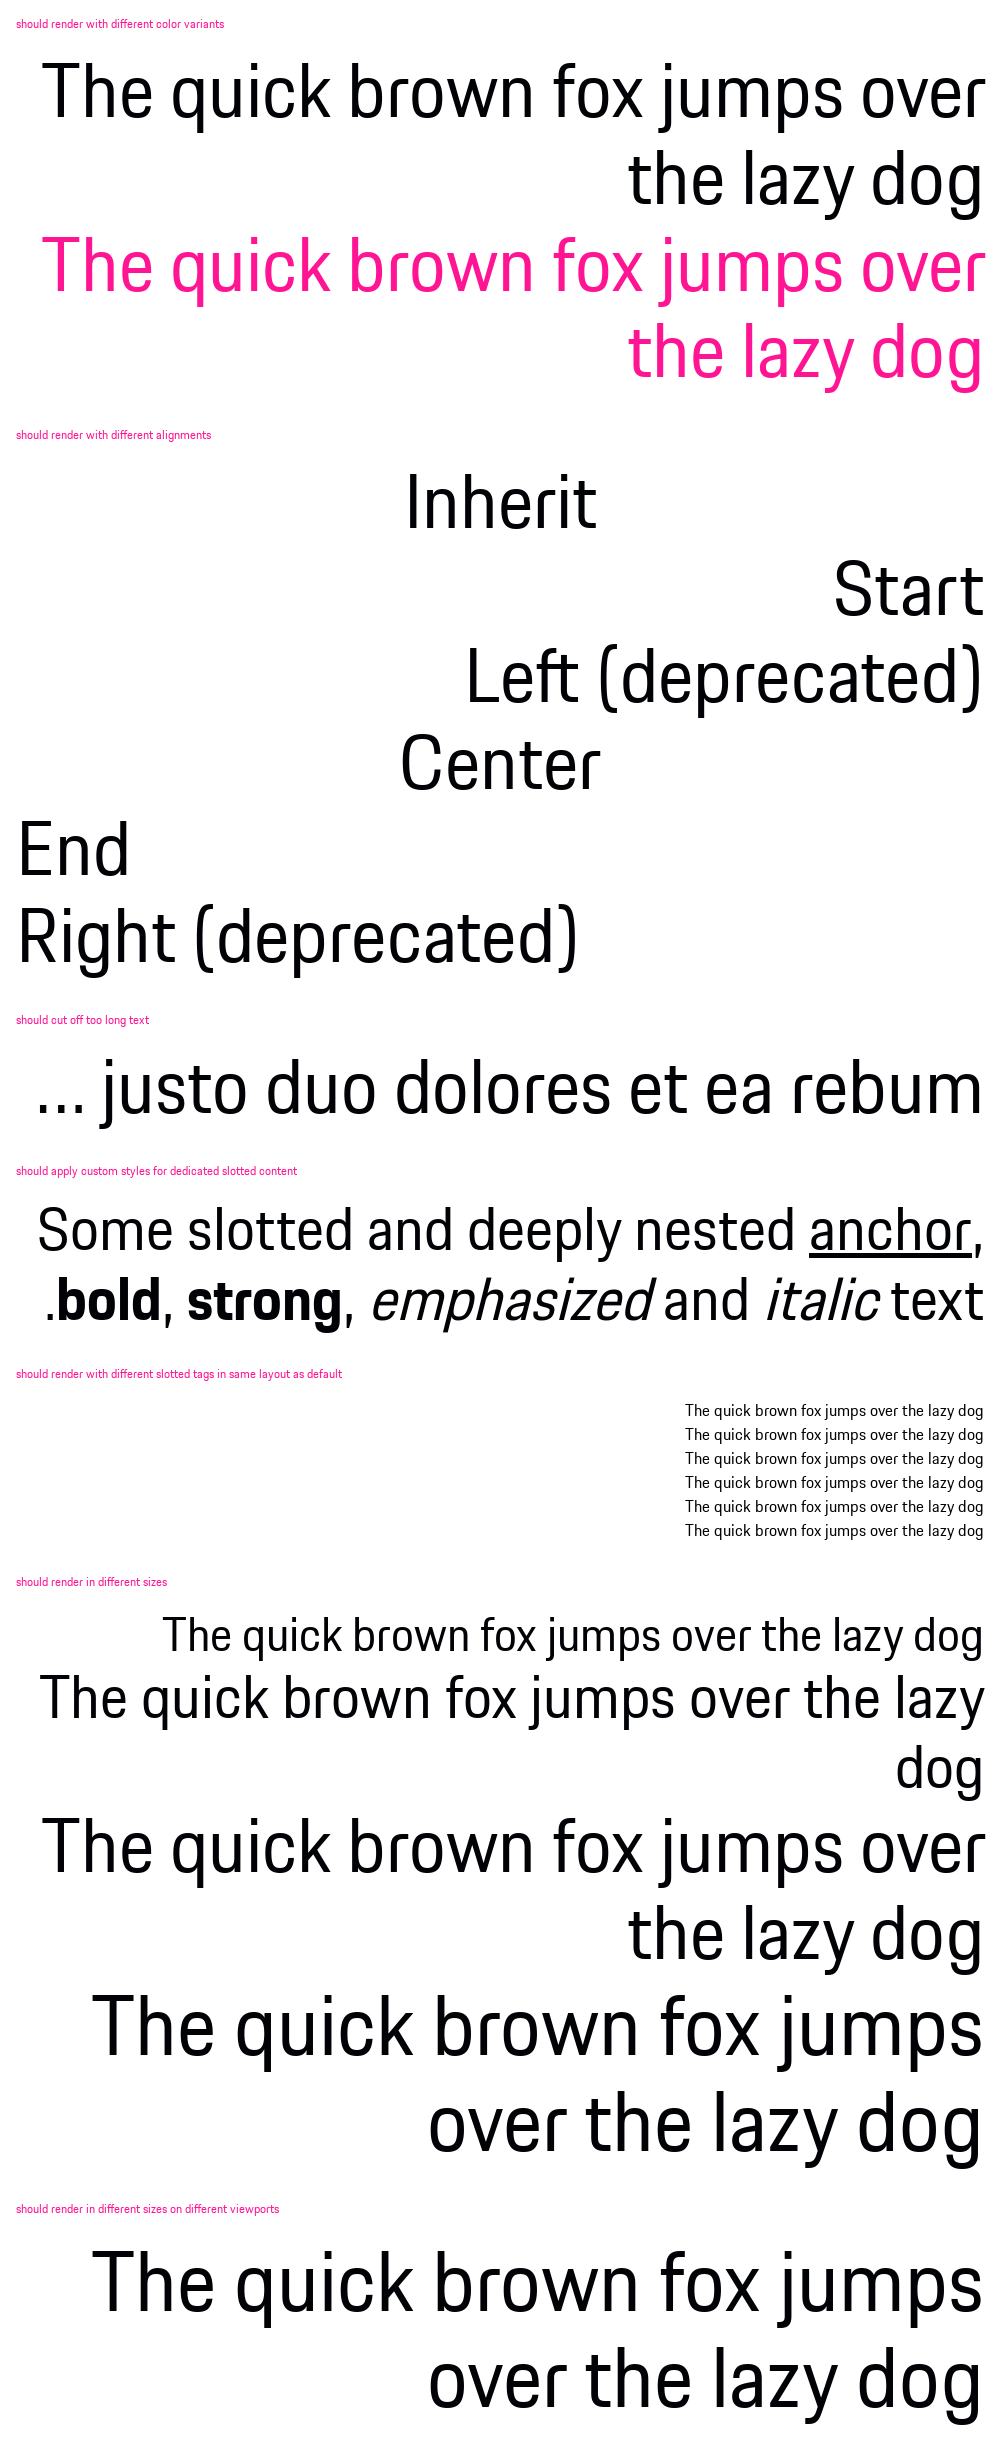 should render with different color variants
The quick brown fox jumps over
the lazy dog
The quick brown fox jumps over
the lazy dog
should render with different alignments
Inherit
Start
Left (deprecated)
Center
End
Right (deprecated)
should cut off too long text
... justo duo dolores et ea rebum
should apply custom styles for dedicated slotted content
Some slotted and deeply nested anchor,
.bold, strong, emphasized and italic text
should render with different slotted tags in same layout as default
The quick brown fox jumps over the lazy dog
The quick brown fox jumps over the lazy dog
The quick brown fox jumps over the lazy dog
The quick brown fox jumps over the lazy dog
The quick brown fox jumps over the lazy dog
The quick brown fox jumps over the lazy dog
should render in different sizes
The quick brown fox jumps over the lazy dog
The quick brown fox jumps over the lazy
dog
The quick brown fox jumps over
the lazy dog
The quick brown fox jumps
over the lazy dog
should render in different sizes on different viewports
The quick brown fox jumps
over the lazy dog